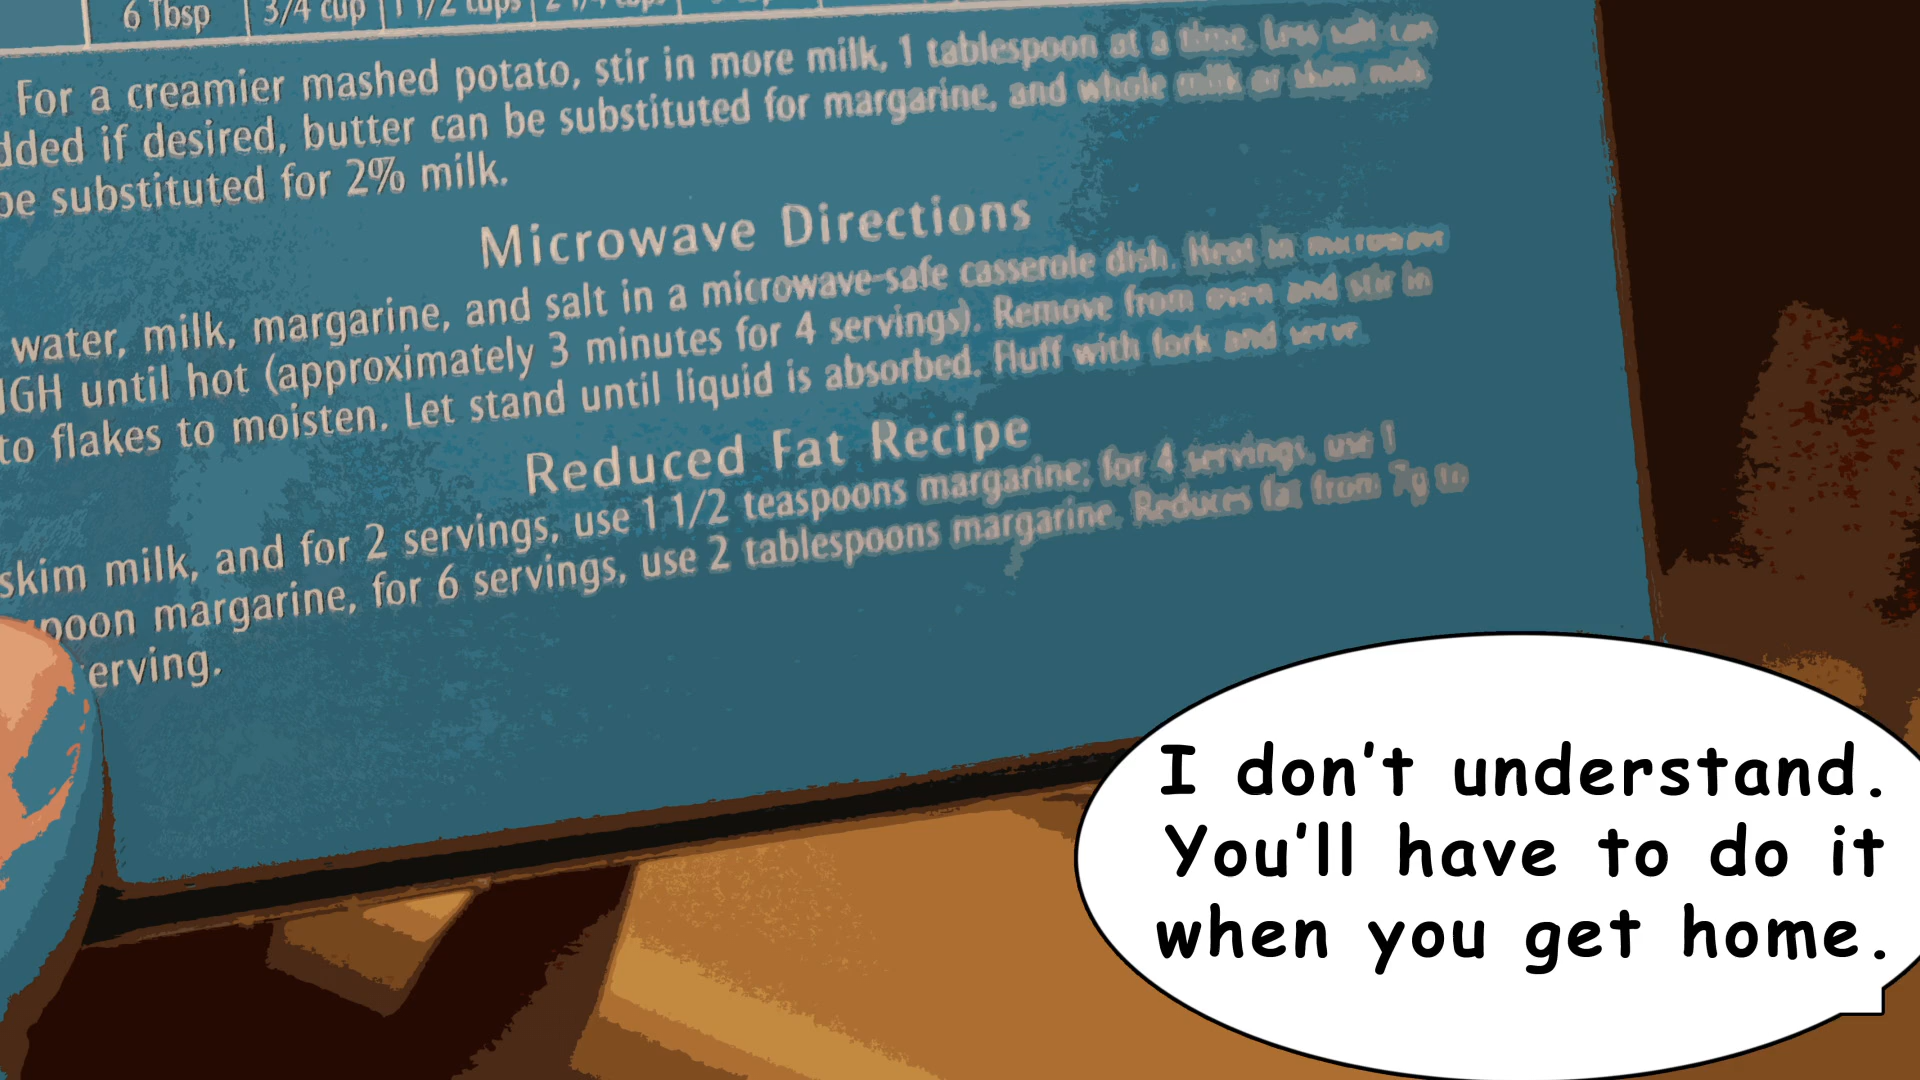 6 Tbsp 3/4 cup 1 1/2 cups
For a creamier mashed potato, stir in more milk, 1 tablespoon at a time. Less salt can
dded if desired, butter can be substituted for margarine, and whole milk or skim milk
be substituted for 2% milk.
Microwave Directions
water, milk, margarine, and salt in a microwave-safe casserole dish. Heat in microwave
IGH until hot (approximately 3 minutes for 4 servings). Remove from oven and stir in
to flakes to moisten. Let stand until liquid is absorbed. Fluff with fork and serve.
Reduced Fat Recipe
skim milk, and for 2 servings, use 1 1/2 teaspoons margarine; for 4 servings, use 1
poon margarine, for 6 servings, use 2 tablespoons margarine. Reduces fat from 7g to
erving.
I don't understand.
You'll have to do it
when you get home.